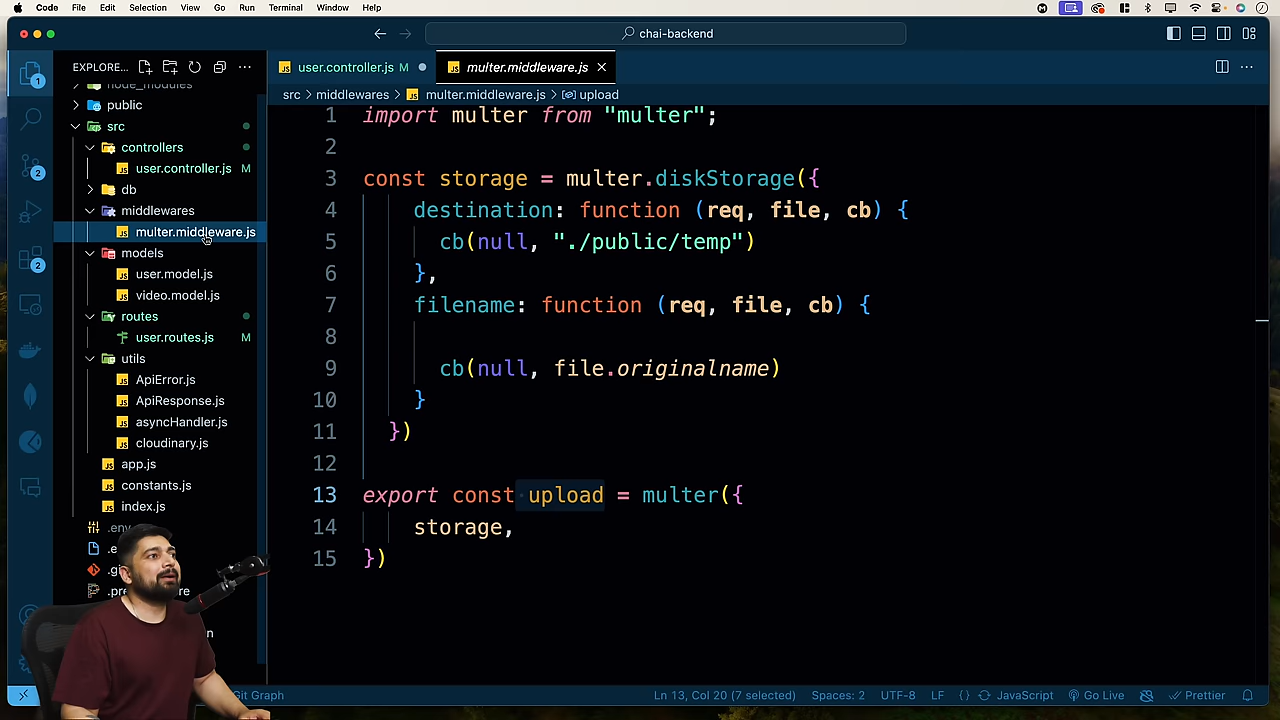 Code File Edit Selection View Go Run Terminal Window Help
chai-backend
EXPLORE...
user.controller.js M
multer.middleware.js
src > middlewares > multer.middleware.js > upload
node_modules
public
src
controllers
user.controller.js M
db
middlewares
multer.middleware.js
models
user.model.js
video.model.js
routes
user.routes.js M
utils
ApiError.js
ApiResponse.js
asyncHandler.js
cloudinary.js
app.js
constants.js
index.js
1
2
2
1 import multer from "multer";
2
3 const storage = multer.diskStorage({
4 destination: function (req, file, cb) {
5 cb(null, "./public/temp")
6 },
7 filename: function (req, file, cb) {
8
9 cb(null, file.originalname)
10 }
11 })
12
13 export const upload = multer({
14 storage,
15 })
Git Graph
Ln 13, Col 20 (7 selected) Spaces: 2 UTF-8 LF {} JavaScript Go Live Prettier